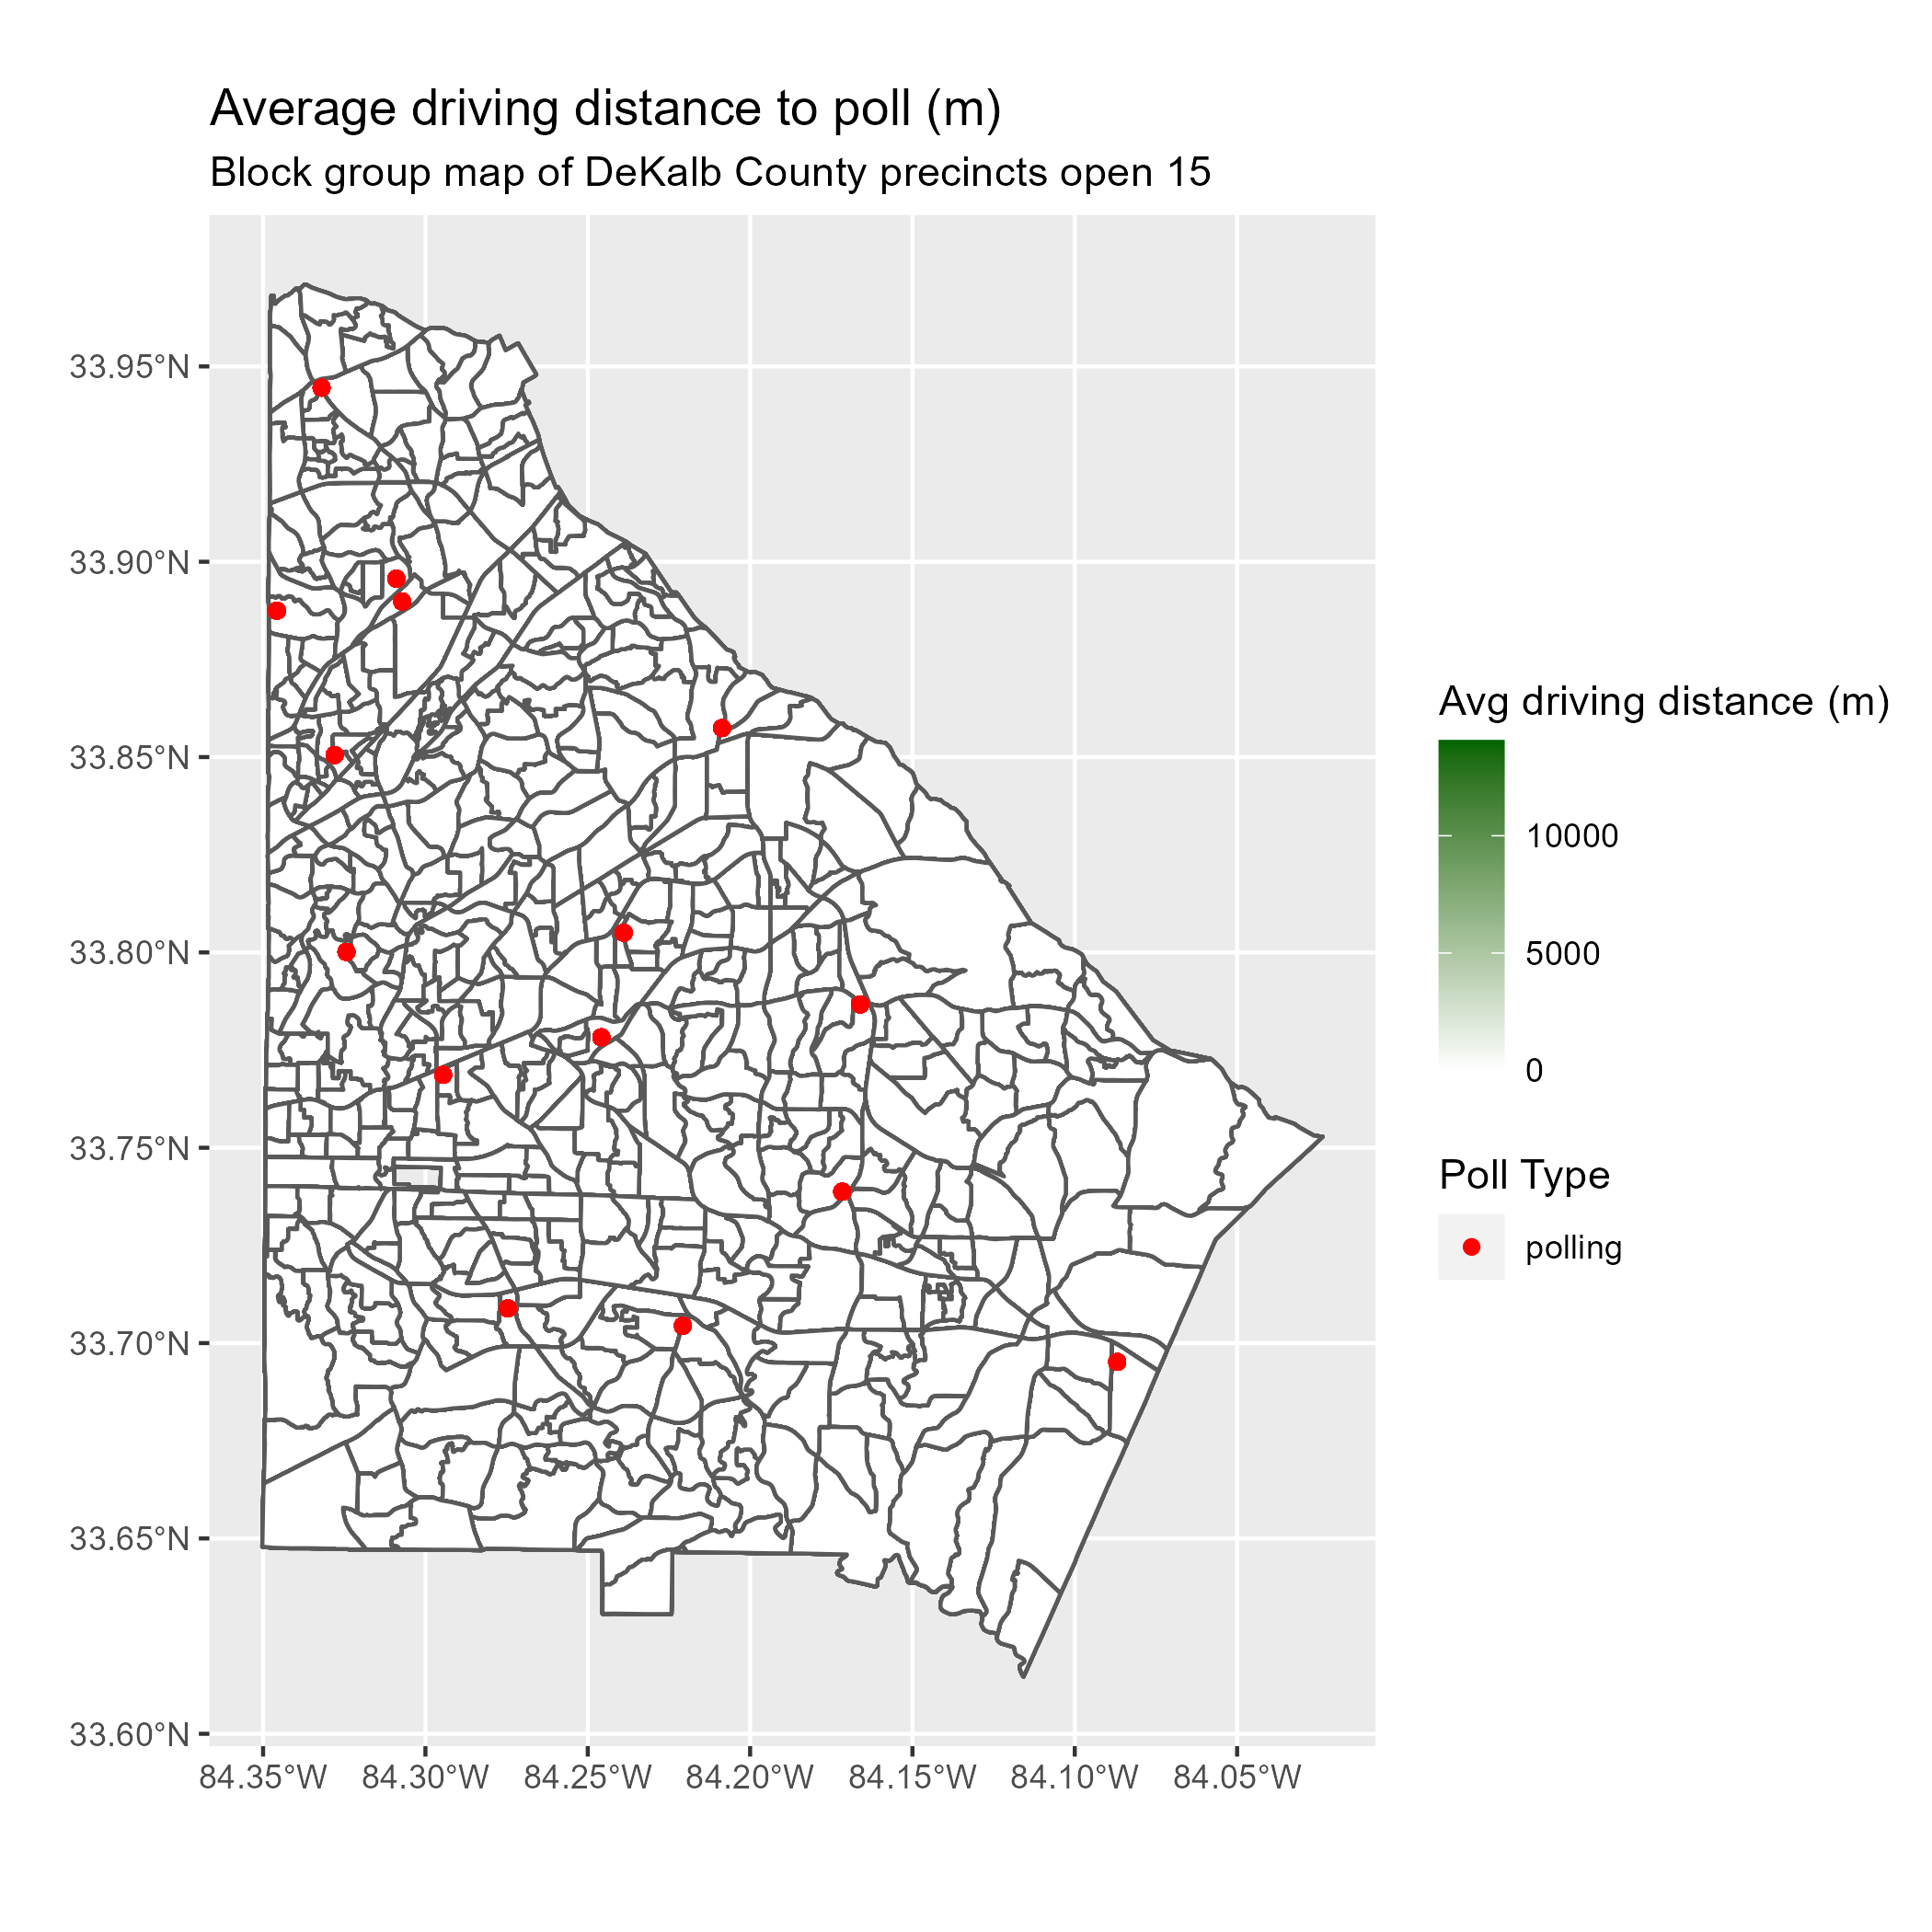 Average driving distance to poll (m)
Block group map of DeKalb County precincts open 15
33.95°N
33.90°N
33.85°N
33.80°N
33.75°N
33.70°N
33.65°N
33.60°N
84.35°W 84.30°W 84.25°W 84.20°W 84.15°W 84.10°W 84.05°W
Avg driving distance (m)
10000
5000
0
Poll Type
polling